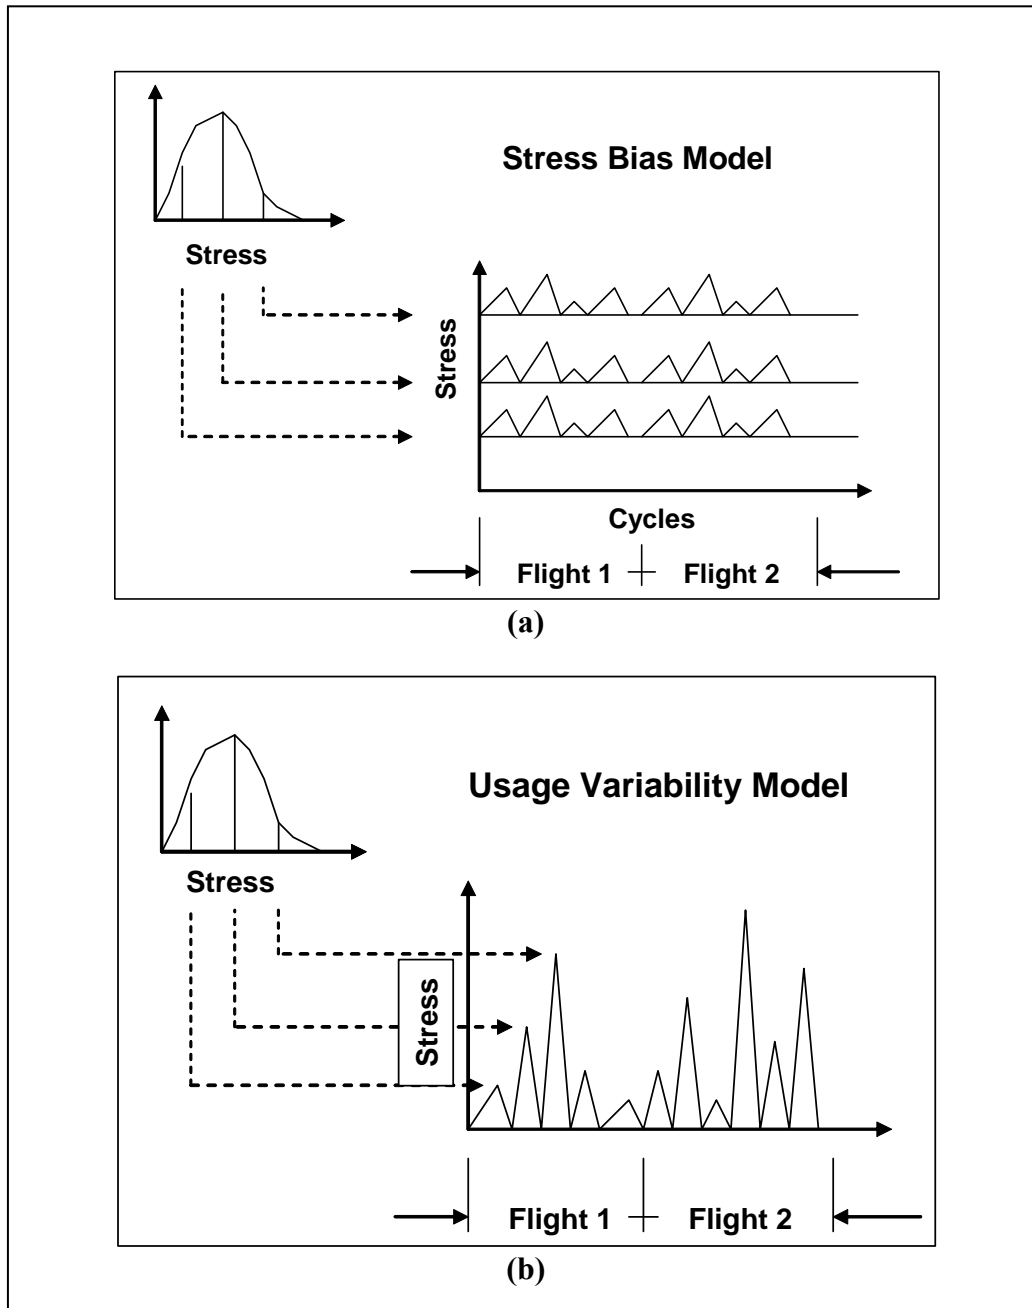 Stress Bias Model
Stress
Stress
Cycles
Flight 1
Flight 2
(a)
Usage Variability Model
Stress
Stress
Flight 1
Flight 2
(b)